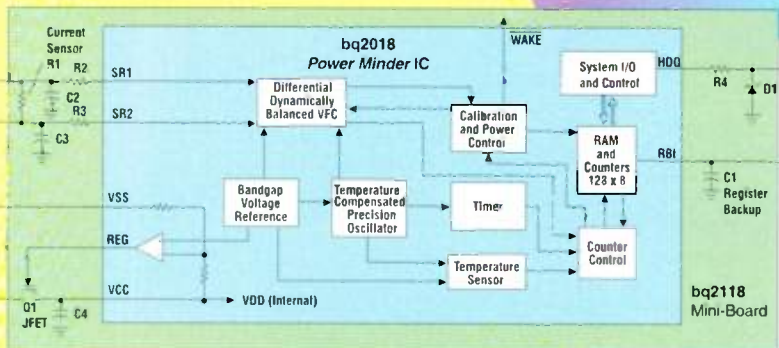 Current
Sensor
R1
R2
SR1
C2
R3
SR2
C3
VSS
REG
VCC
Q1
JFET
C4
bq2018
Power Minder IC
WAKE
Differential
Dynamically
Balanced VFC
Calibration
and Power
Control
System I/O
and Control
RAM
and
Counters
128 x 8
Bandgap
Voltage
Reference
Temperature
Compensated
Precision
Oscillator
Timer
Temperature
Sensor
Counter
Control
VDD (Internal)
HDQ
R4
D1
RBI
C1
Register
Backup
bq2118
Mini-Board